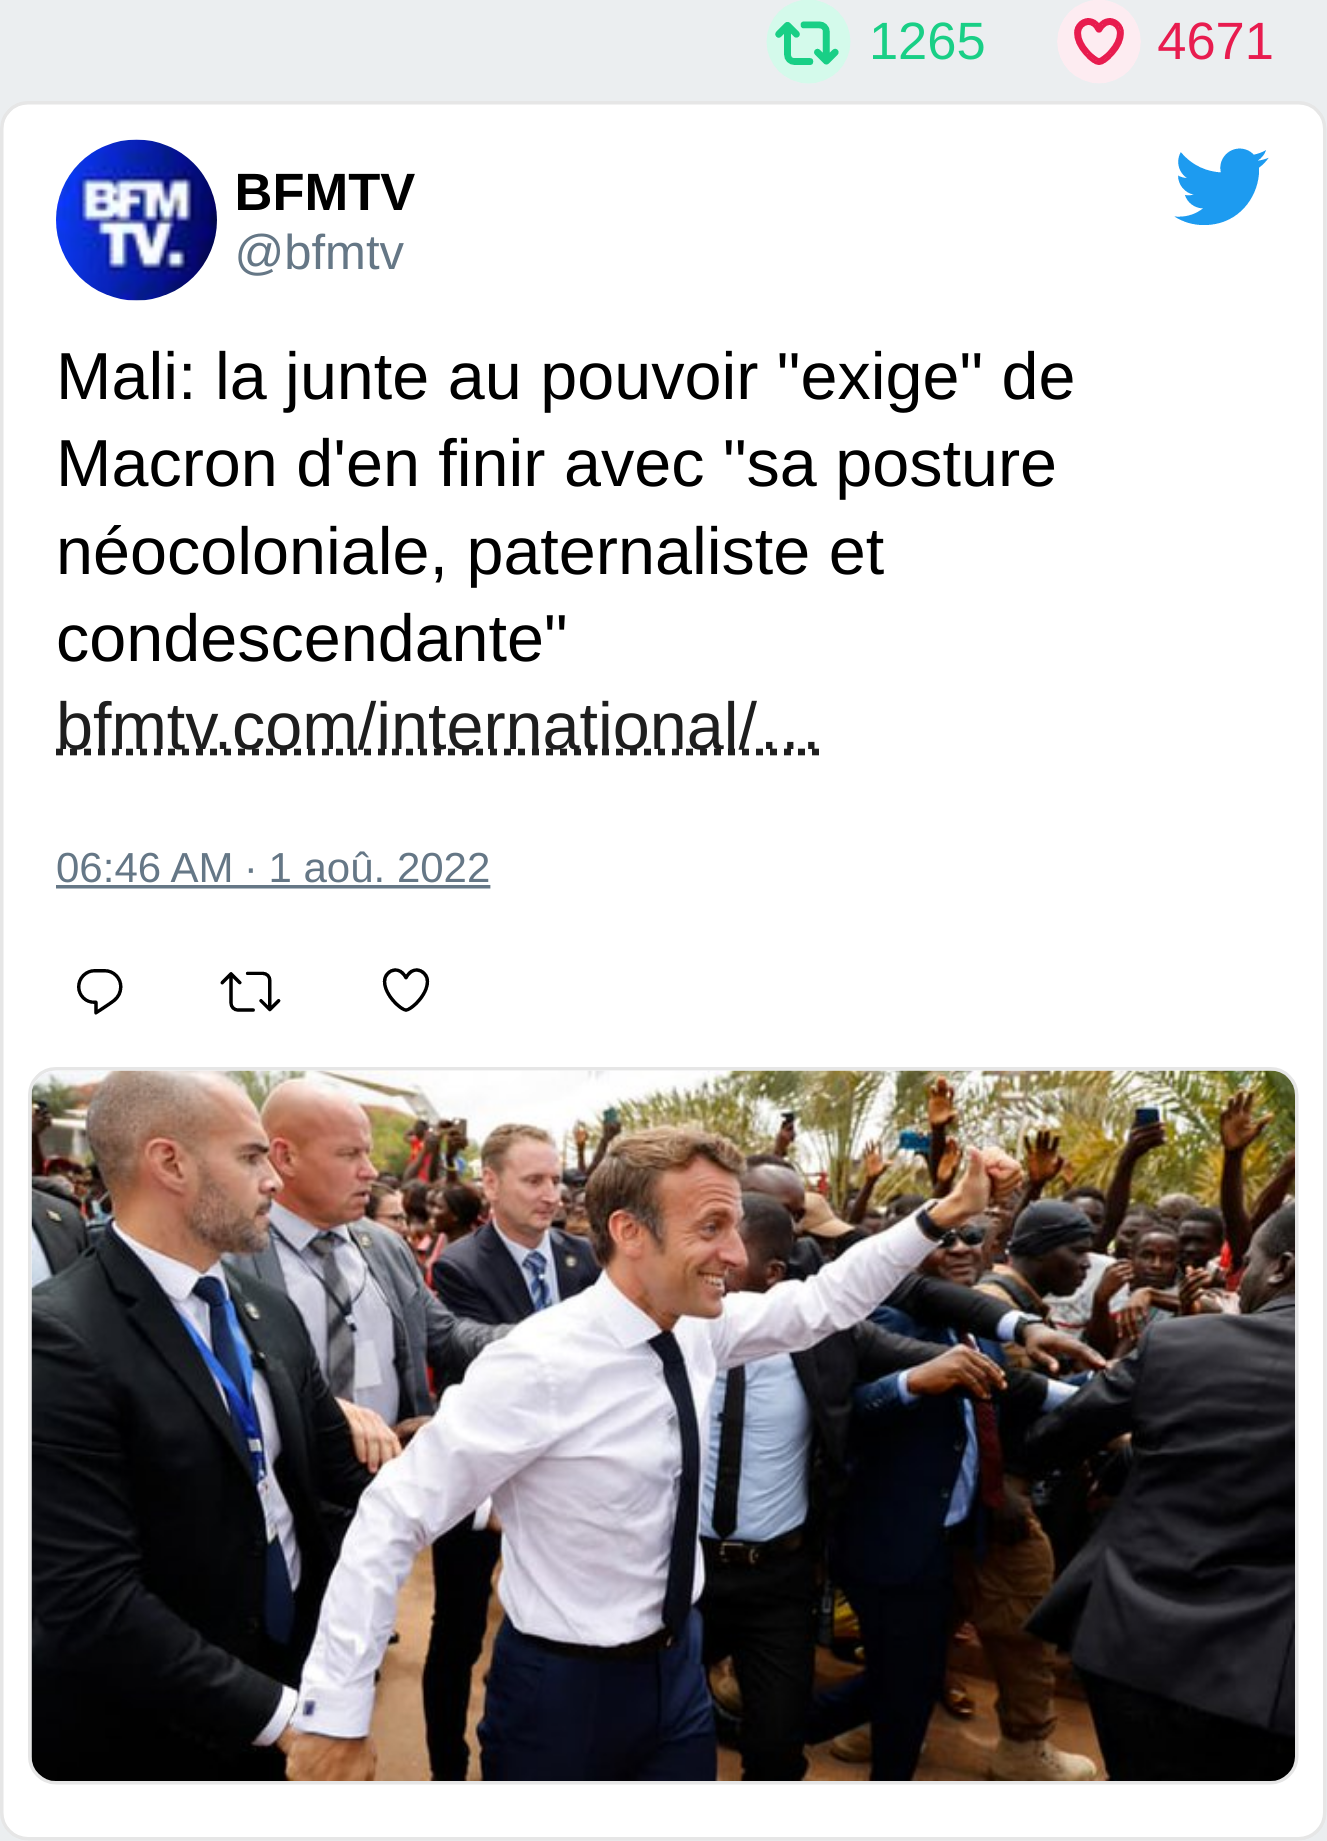 1265 4671
BFM
TV.
BFMTV
@bfmtv
Mali: la junte au pouvoir "exige" de
Macron d'en finir avec "sa posture
néocoloniale, paternaliste et
condescendante"
bfmtv.com/international/…
06:46 AM · 1 aoû. 2022